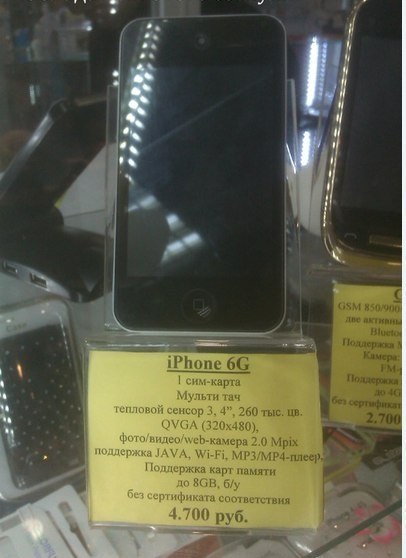 iPhone 6G
1 сим-карта
Мульти тач
тепловой сенсор 3, 4”, 260 тыс. цв.
QVGA (320x480),
фото/видео/web-камера 2.0 Mpix
поддержка JAVA, Wi-Fi, MP3/MP4-плеер.
Поддержка карт памяти
до 8GB, б/у
без сертификата соответствия
4.700 руб.
GSM 850/900
две активны
Bluetoo
Поддержка М
Камера:
FM-р
Поддержка
до 4G
без сертификат
2.700
Case